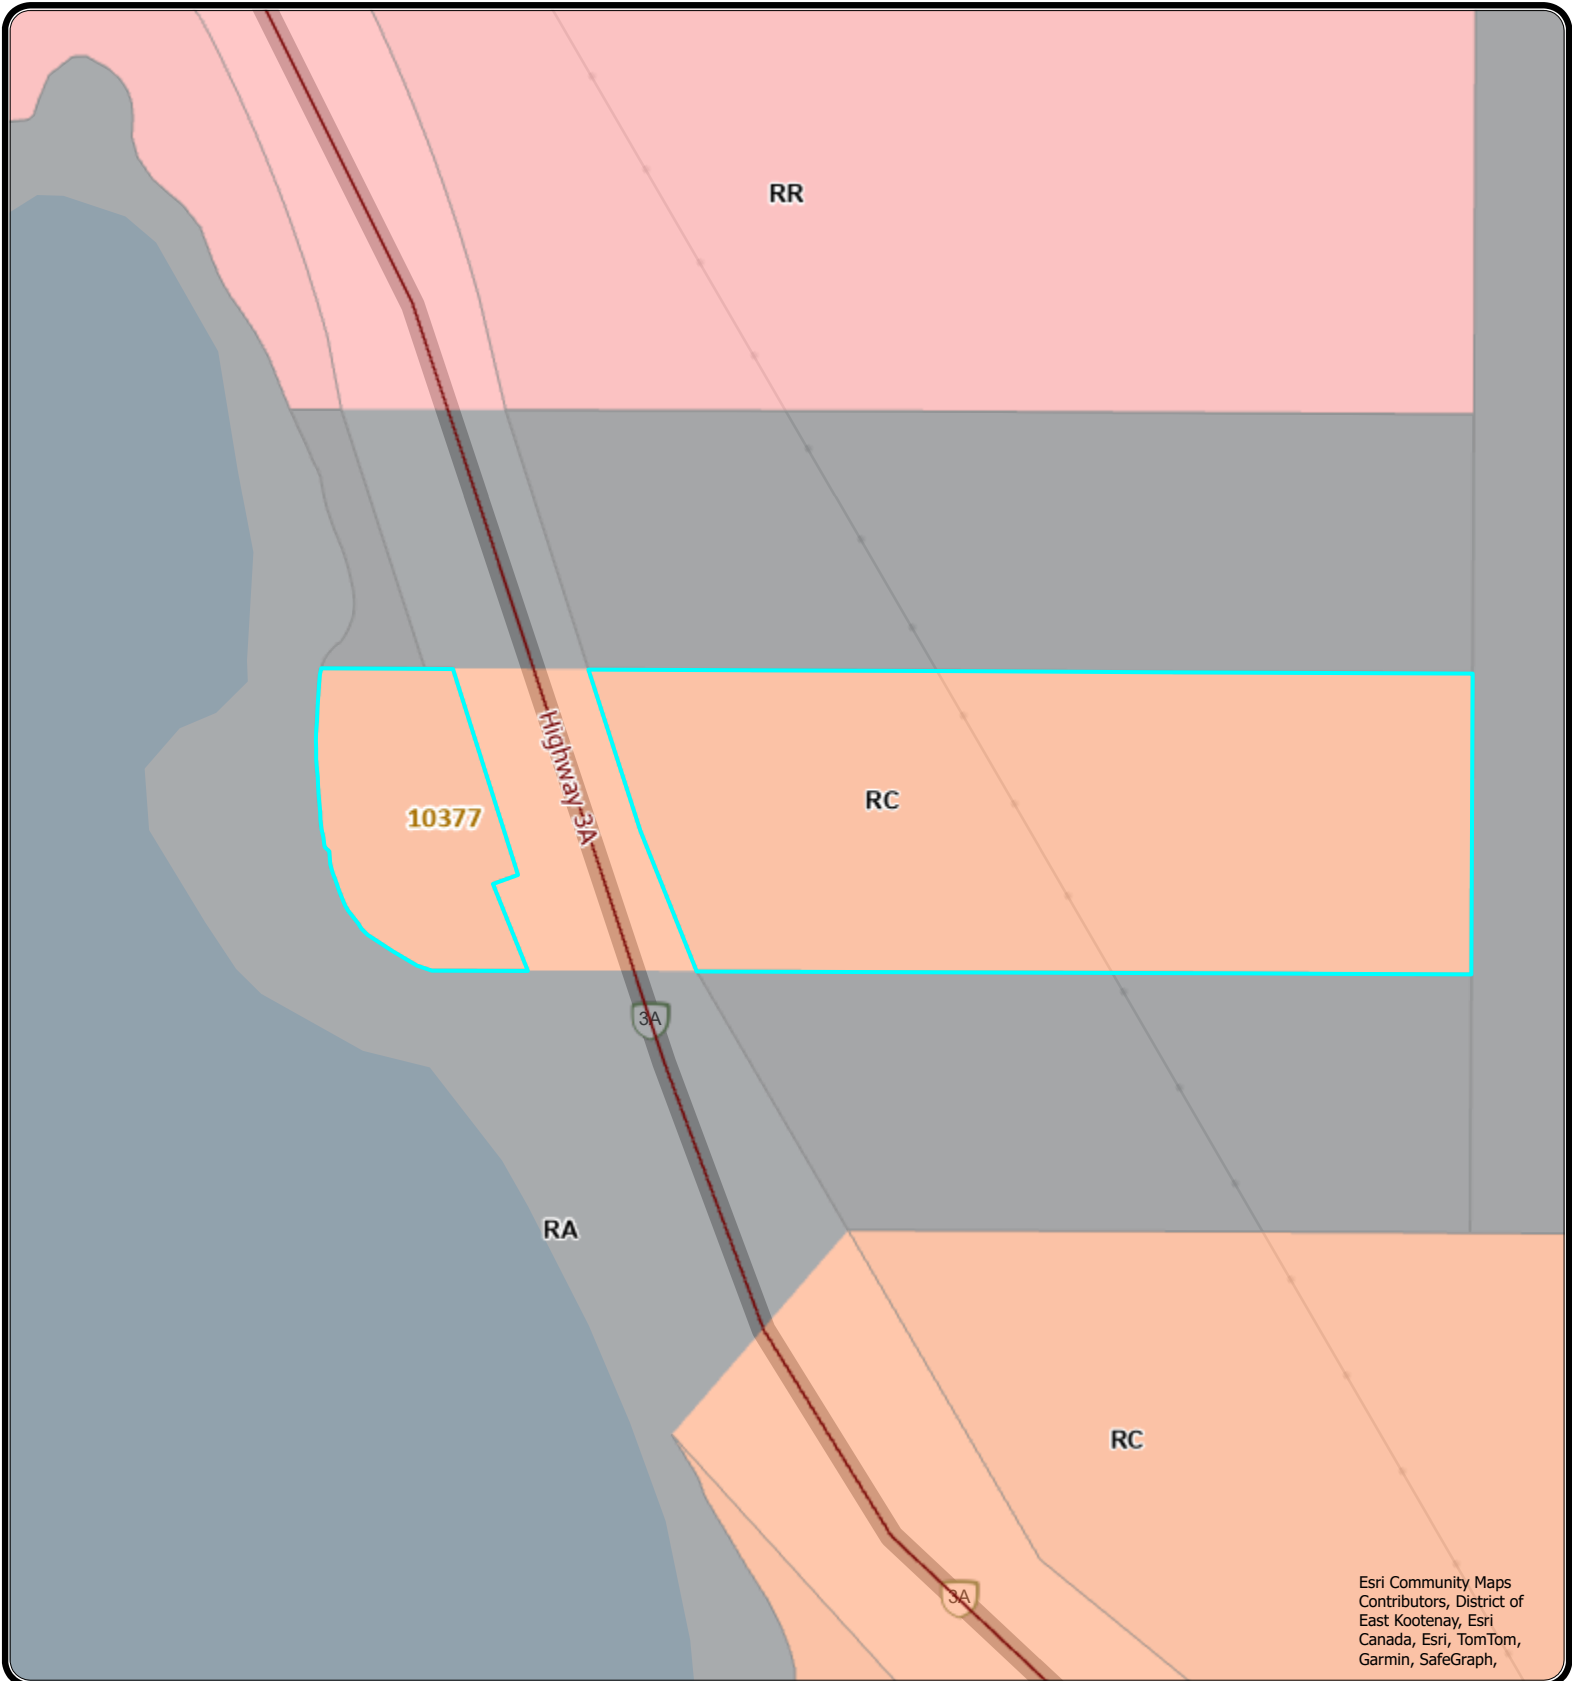 RR
Highway 3A
RC
10377
3A
RA
RC
3A
Esri Community Maps
Contributors, District of
East Kootenay, Esri
Canada, Esri, TomTom,
Garmin, SafeGraph,